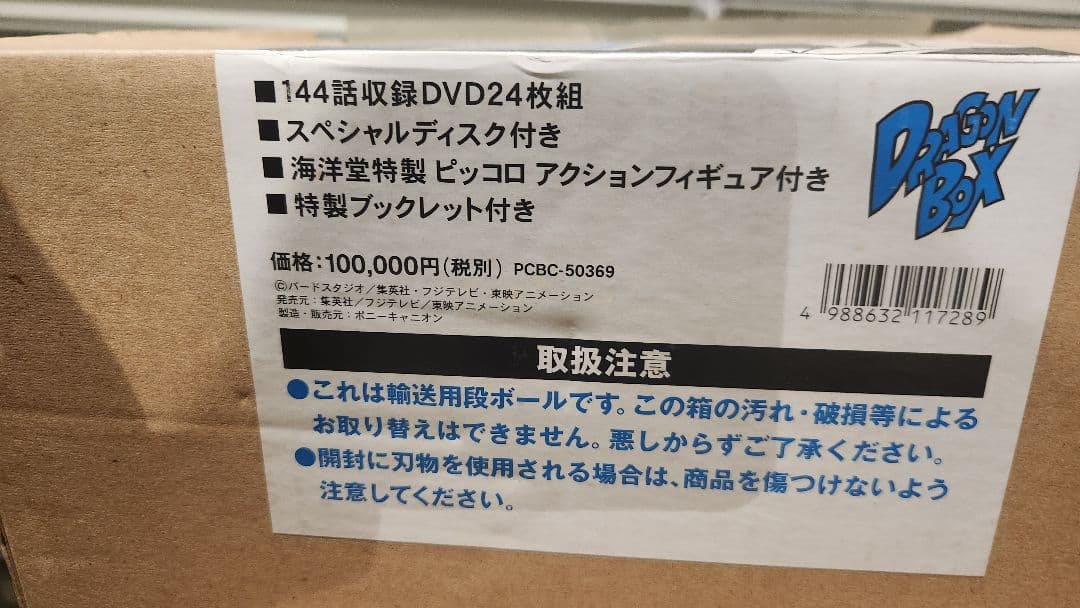 ■144話収録DVD24枚組
■スペシャルディスク付き
■海洋堂特製 ピッコロ アクションフィギュア付き
■特製ブックレット付き
DRAGON
BOX
価格:100,000円(税別) PCBC-50369
©バードスタジオ/集英社・フジテレビ・東映アニメーション
発売元:集英社/フジテレビ/東映アニメーション
製造・販売元:ポニーキャニオン
4 988632 117289
取扱注意
●これは輸送用段ボールです。この箱の汚れ・破損等による
お取り替えはできません。悪しからずご了承ください。
●開封に刃物を使用される場合は、商品を傷つけないよう
注意してください。